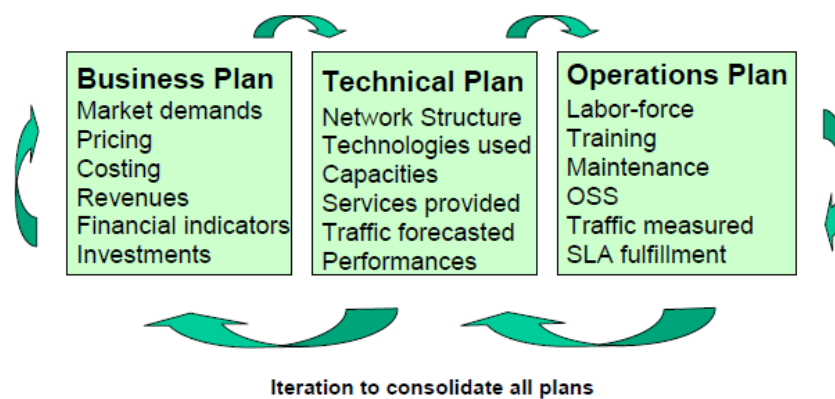 Business Plan
Market demands
Pricing
Costing
Revenues
Financial indicators
Investments
Technical Plan
Network Structure
Technologies used
Capacities
Services provided
Traffic forecasted
Performances
Operations Plan
Labor-force
Training
Maintenance
OSS
Traffic measured
SLA fulfillment
Iteration to consolidate all plans